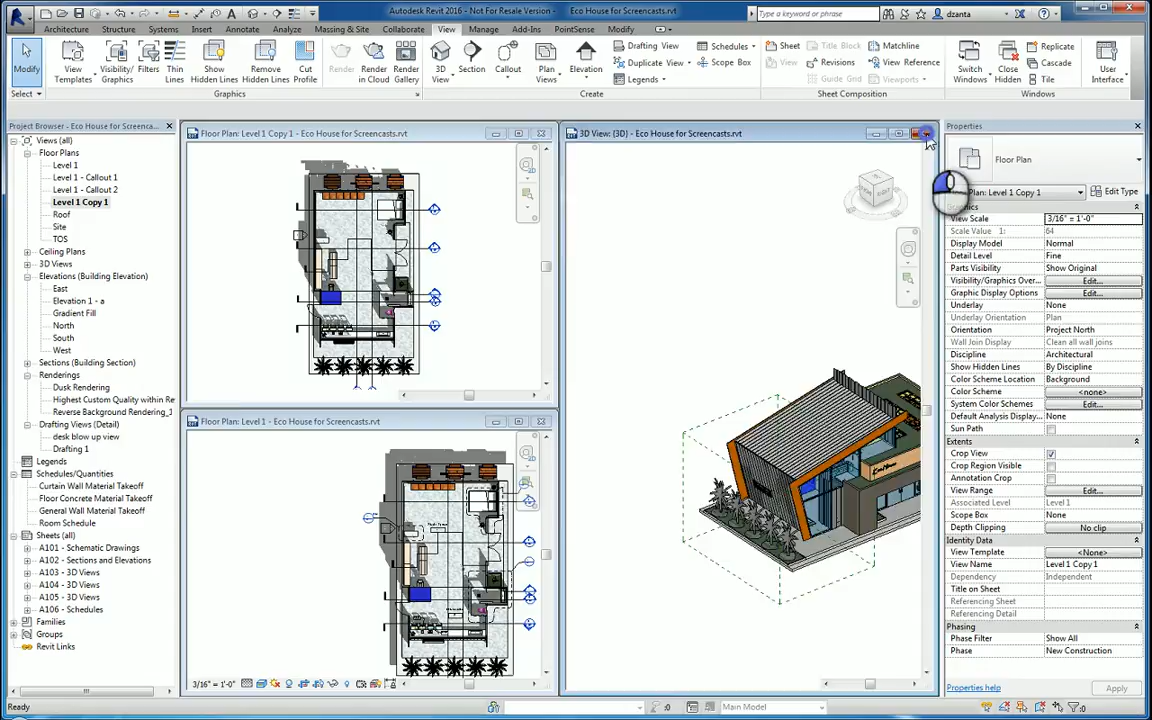 Autodesk Revit 2016 - Not For Resale Version - Eco House for Screencasts.rvt
Type a keyword or phrase
dzanta
Architecture Structure Systems Insert Annotate Analyze Massing & Site Collaborate View Manage Add-Ins PointSense Modify
Modify
View Templates
Visibility/ Graphics
Filters
Thin Lines
Show Hidden Lines
Remove Hidden Lines
Cut Profile
Render
Render in Cloud
Render Gallery
3D View
Section
Callout
Plan Views
Elevation
Drafting View
Duplicate View
Legends
Schedules
Scope Box
Sheet
View
Title Block
Revisions
Guide Grid
Matchline
View Reference
Viewports
Switch Windows
Close Hidden
Replicate
Cascade
Tile
User Interface
Select
Graphics
Create
Sheet Composition
Windows
Project Browser - Eco House for Screencas...
Views (all)
Floor Plans
Level 1
Level 1 - Callout 1
Level 1 - Callout 2
Level 1 Copy 1
Roof
Site
TOS
Ceiling Plans
3D Views
Elevations (Building Elevation)
East
Elevation 1 - a
Gradient Fill
North
South
West
Sections (Building Section)
Renderings
Dusk Rendering
Highest Custom Quality within Re
Reverse Background Rendering_1
Drafting Views (Detail)
desk blow up view
Drafting 1
Legends
Schedules/Quantities
Curtain Wall Material Takeoff
Floor Concrete Material Takeoff
General Wall Material Takeoff
Room Schedule
Sheets (all)
A101 - Schematic Drawings
A102 - Sections and Elevations
A103 - 3D Views
A104 - 3D Views
A105 - 3D Views
A106 - Schedules
Families
Groups
Revit Links
Floor Plan: Level 1 Copy 1 - Eco House for Screencasts.rvt
Floor Plan: Level 1 - Eco House for Screencasts.rvt
3/16" = 1'-0"
3D View: {3D} - Eco House for Screencasts.rvt
Properties
Floor Plan
Plan: Level 1 Copy 1
Edit Type
Graphics
View Scale 3/16" = 1'-0"
Scale Value 1: 64
Display Model Normal
Detail Level Fine
Parts Visibility Show Original
Visibility/Graphics Over... Edit...
Graphic Display Options Edit...
Underlay None
Underlay Orientation Plan
Orientation Project North
Wall Join Display Clean all wall joins
Discipline Architectural
Show Hidden Lines By Discipline
Color Scheme Location Background
Color Scheme <none>
System Color Schemes Edit...
Default Analysis Display... None
Sun Path
Extents
Crop View
Crop Region Visible
Annotation Crop
View Range Edit...
Associated Level Level 1
Scope Box None
Depth Clipping No clip
Identity Data
View Template <None>
View Name Level 1 Copy 1
Dependency Independent
Title on Sheet
Referencing Sheet
Referencing Detail
Phasing
Phase Filter Show All
Phase New Construction
Properties help
Apply
Ready
:0
Main Model
:0